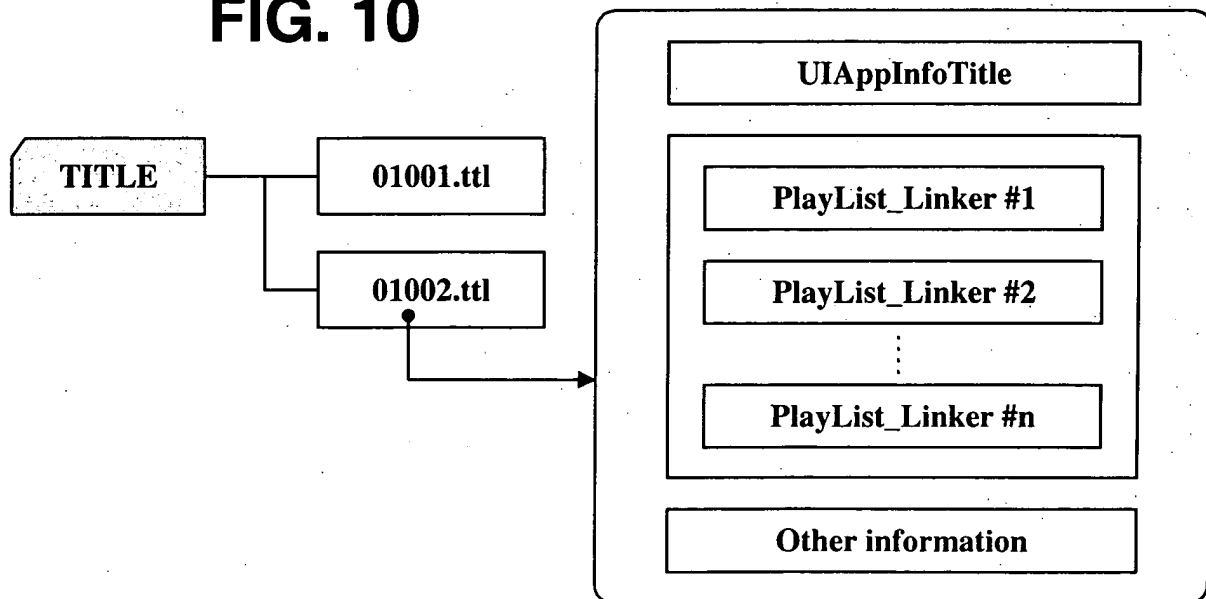 FIG. 10
UIAppInfoTitle
TITLE
01001.ttl
PlayList_Linker #1
01002.ttl
PlayList_Linker #2
PlayList_Linker #n
Other information